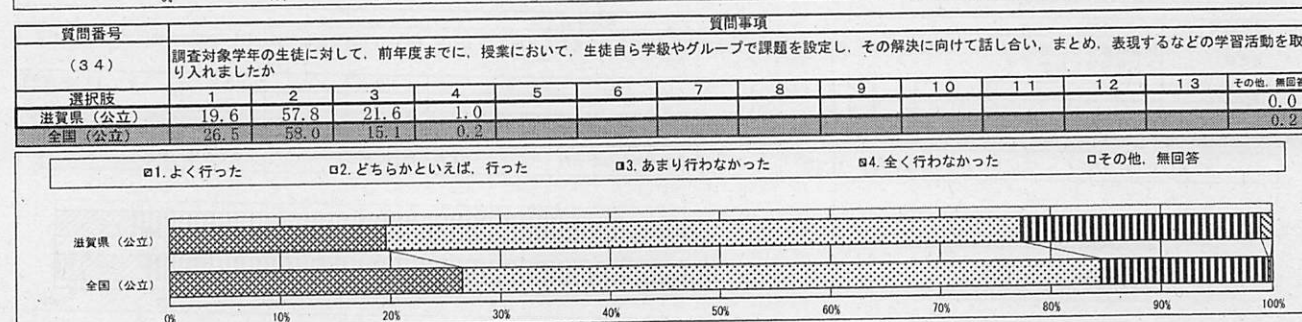 質問番号 質問事項
(34) 調査対象学年の生徒に対して,前年度までに,授業において,生徒自ら学級やグループで課題を設定し,その解決に向けて話し合い,まとめ,表現するなどの学習活動を取
り入れましたか
選択肢 1 2 3 4 5 6 7 8 9 10 11 12 13 その他,無回答
滋賀県(公立) 19.6 57.8 21.6 1.0 0.0
全国(公立) 26.5 58.0 15.1 0.2 0.2
1.よく行った 2.どちらかといえば,行った 3.あまり行わなかった 4.全く行わなかった その他,無回答
滋賀県(公立)
全国(公立)
0% 10% 20% 30% 40% 50% 60% 70% 80% 90% 100%